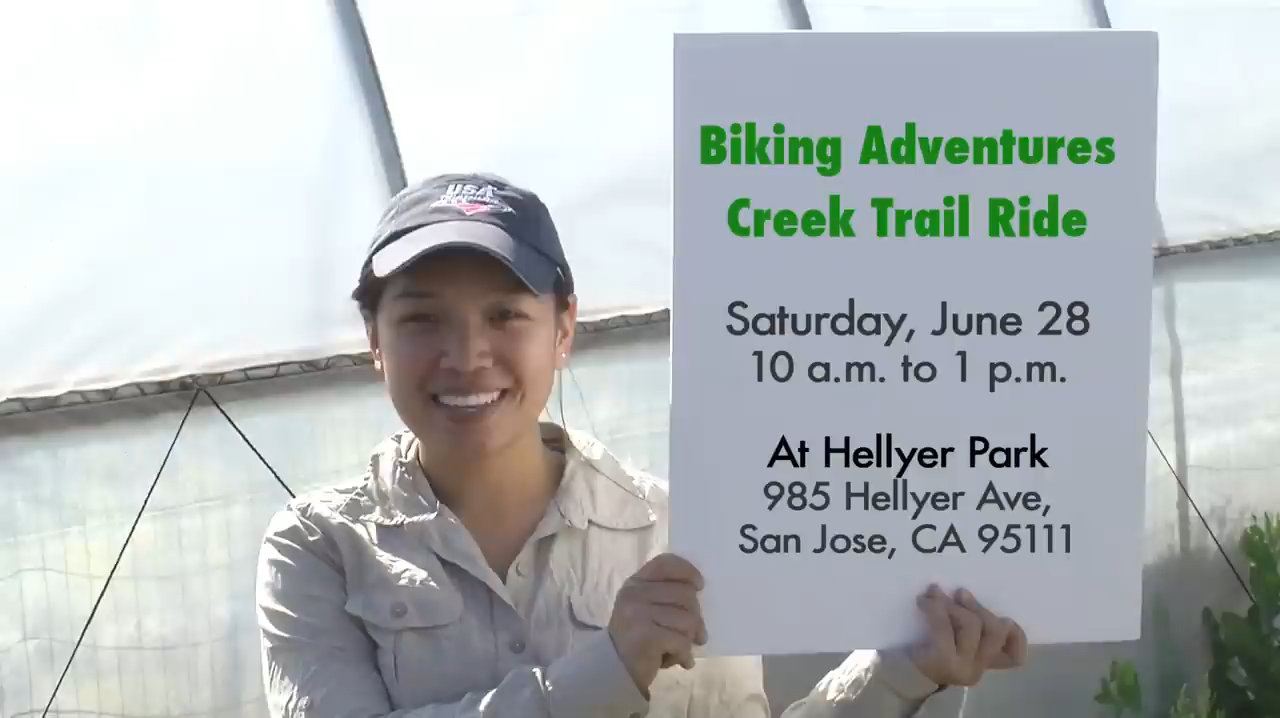 USA
Biking Adventures
Creek Trail Ride
Saturday, June 28
10 a.m. to 1 p.m.
At Hellyer Park
985 Hellyer Ave,
San Jose, CA 95111